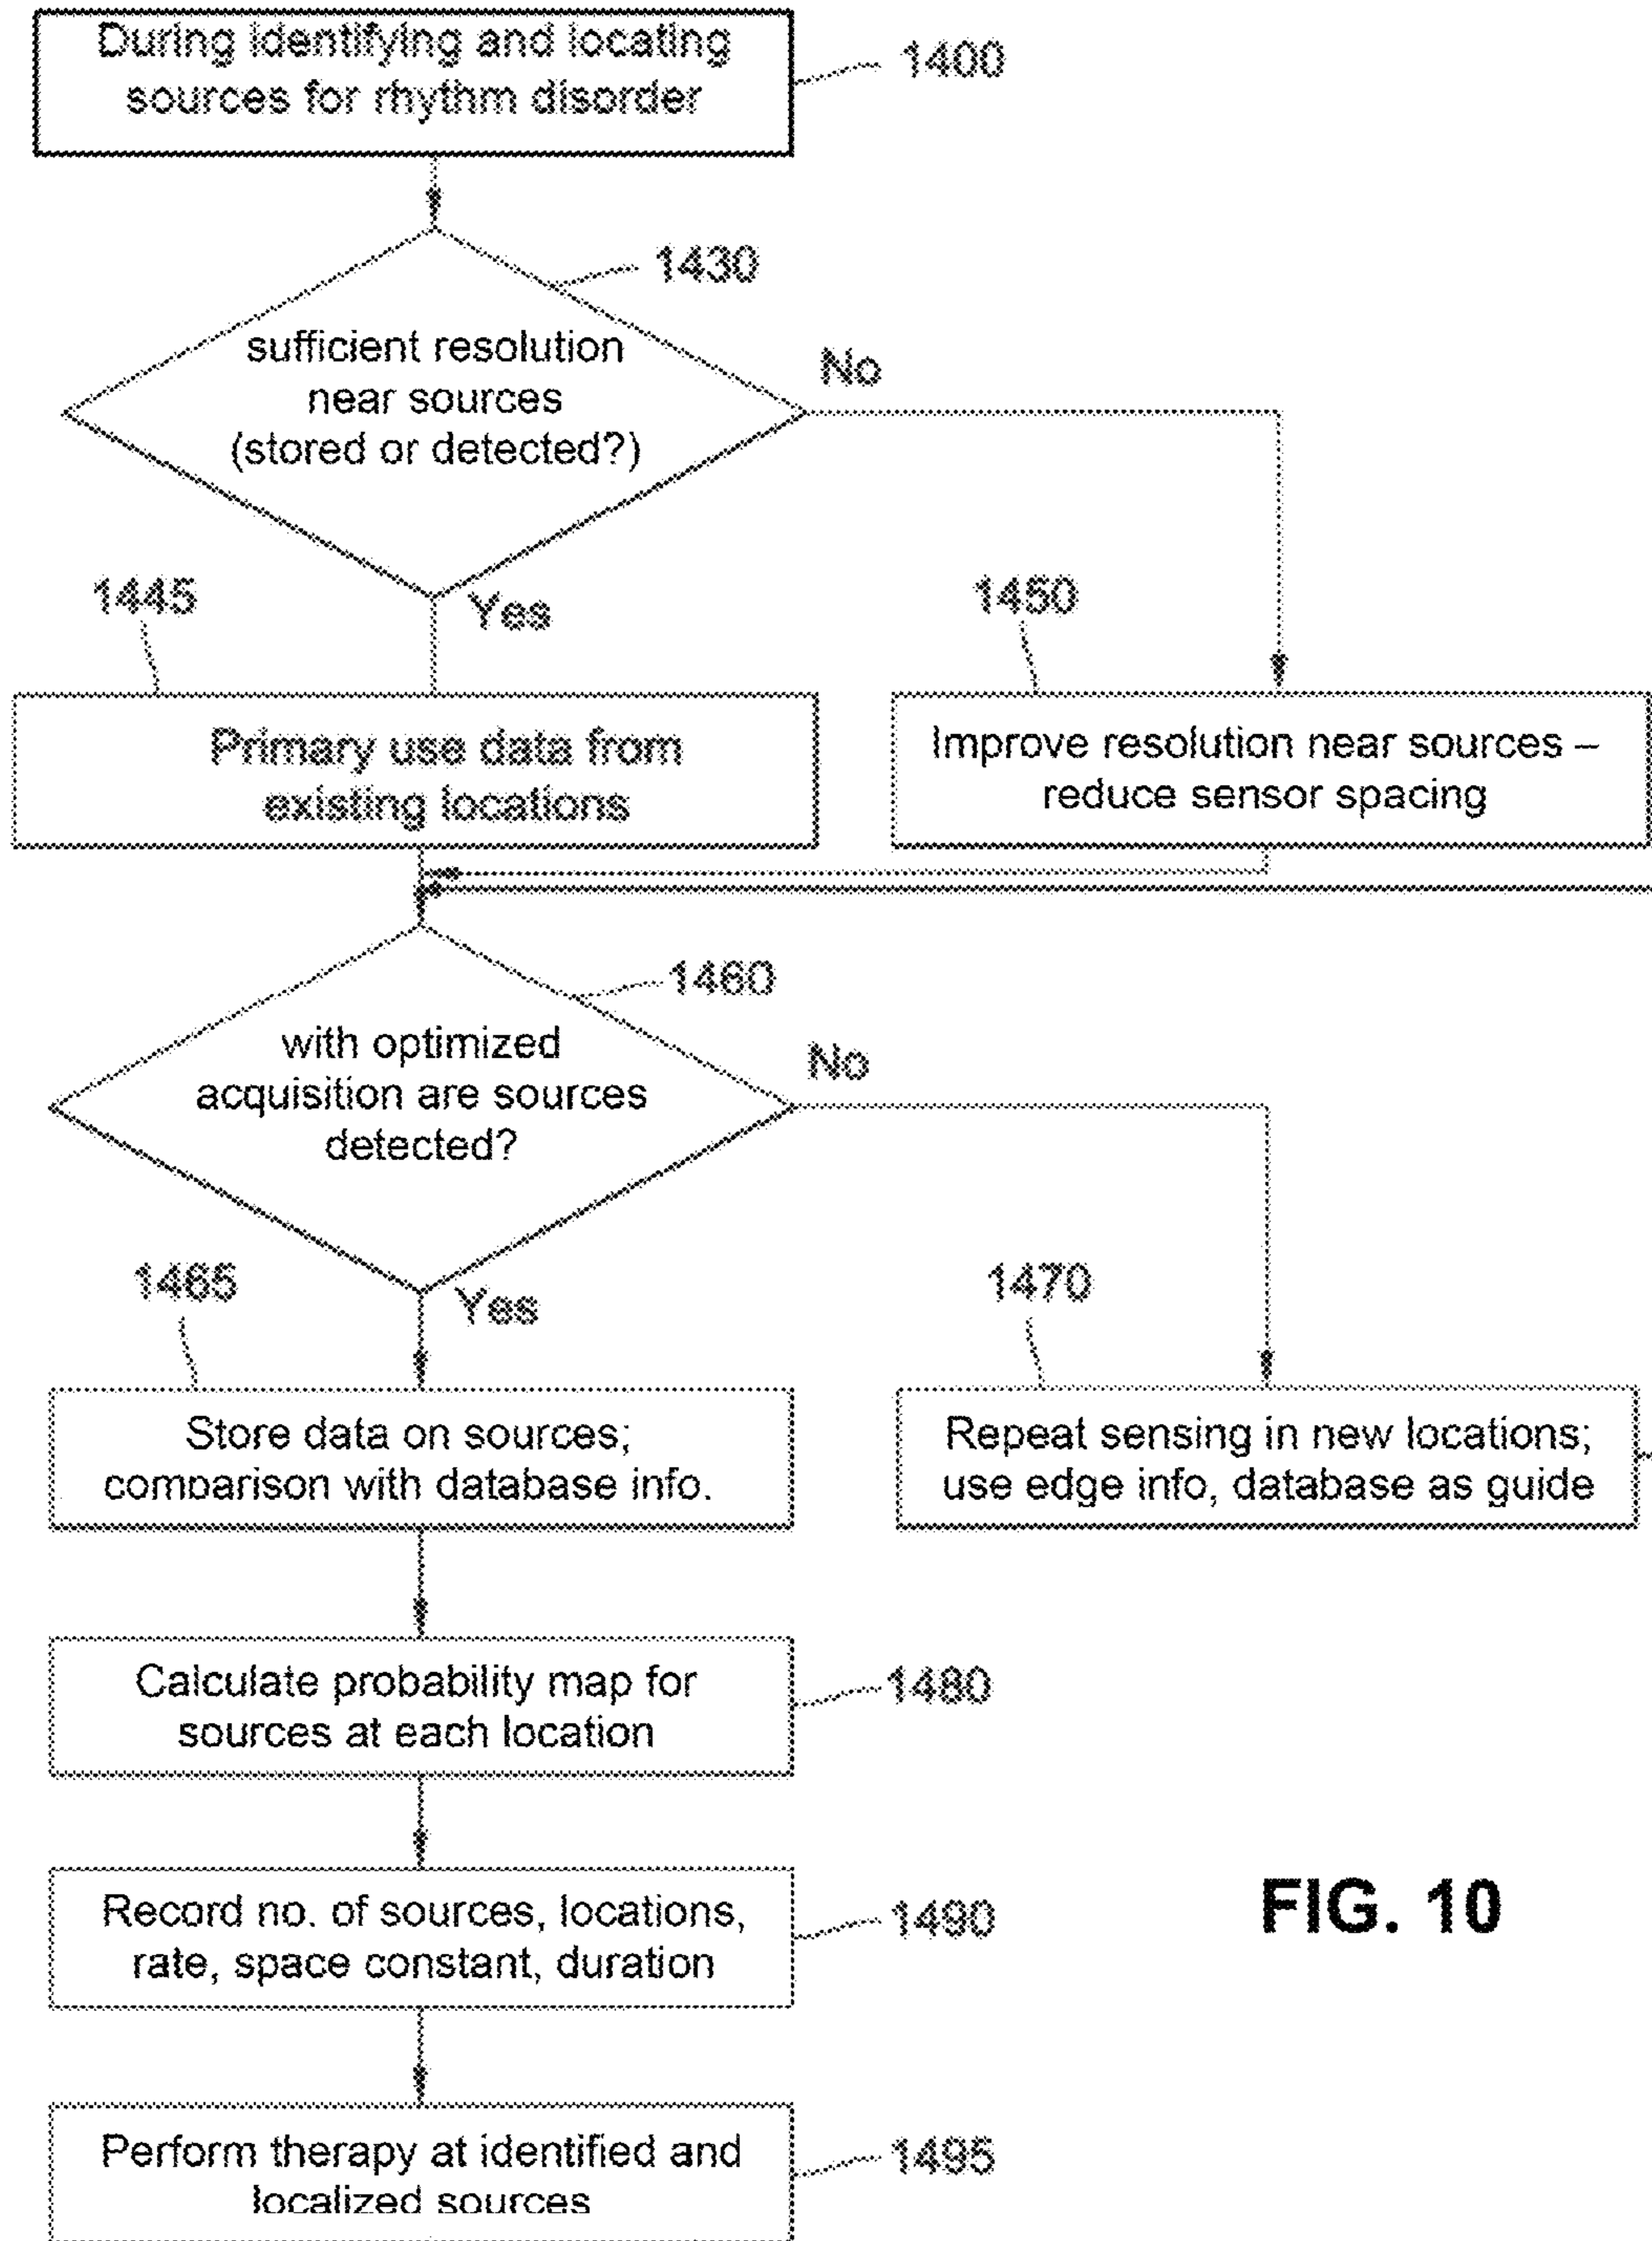 During identifying and locating
sources for rhythm disorder
1400
1430
sufficient resolution
near sources
(stored or detected?)
No
Yes
1445
1450
Primary use data from
existing locations
Improve resolution near sources –
reduce sensor spacing
1460
with optimized
acquisition are sources
detected?
No
Yes
1465
1470
Store data on sources;
comparison with database info.
Repeat sensing in new locations;
use edge info, database as guide
Calculate probability map for
sources at each location
1480
Record no. of sources, locations,
rate, space constant, duration
1490
FIG. 10
Perform therapy at identified and
localized sources
1495